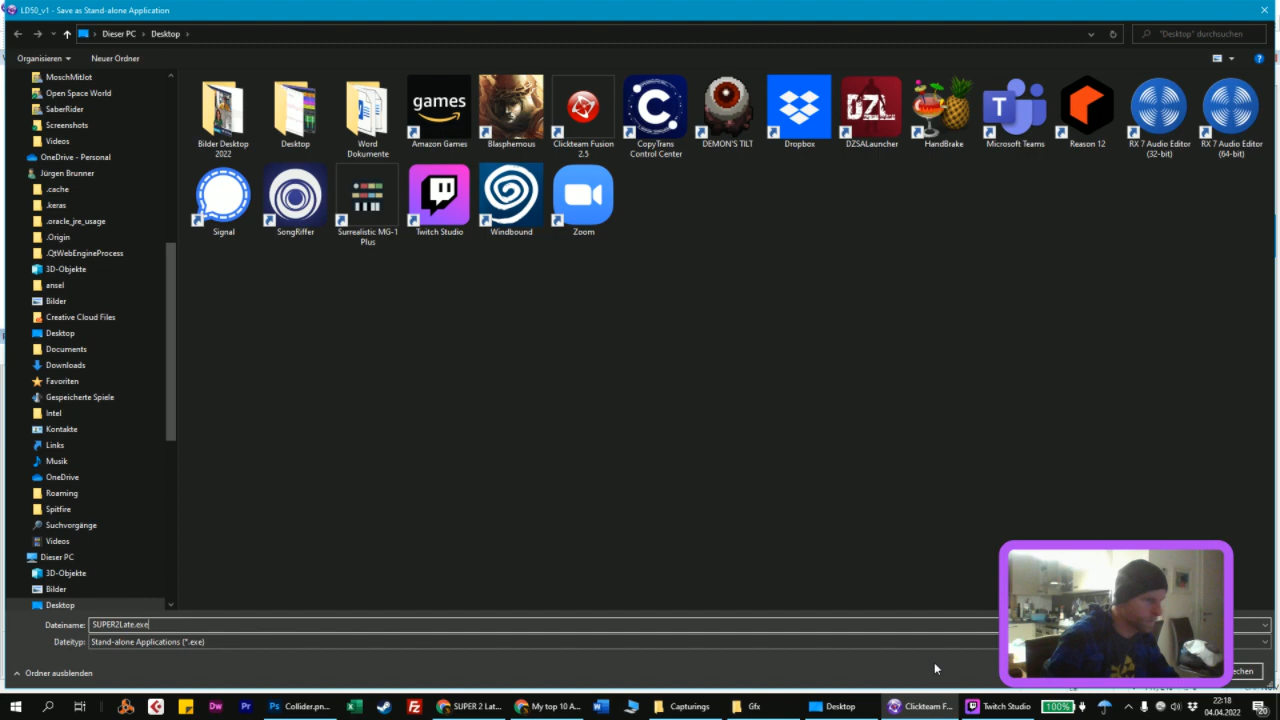 LD50_v1 - Save as Stand-alone Application
Dieser PC
Desktop
"Desktop" durchsuchen
Organisieren
Neuer Ordner
MoschMitJot
Open Space World
SaberRider
Screenshots
Videos
OneDrive - Personal
Jürgen Brunner
.cache
.keras
.oracle_jre_usage
.Origin
.QtWebEngineProcess
3D-Objekte
ansel
Bilder
Creative Cloud Files
Desktop
Documents
Downloads
Favoriten
Gespeicherte Spiele
Intel
Kontakte
Links
Musik
OneDrive
Roaming
Spitfire
Suchvorgänge
Videos
Dieser PC
3D-Objekte
Bilder
Desktop
games
DZL
Bilder Desktop
2022
Desktop
Word
Dokumente
Amazon Games
Blasphemous
Clickteam Fusion
2.5
CopyTrans
Control Center
DEMON'S TILT
Dropbox
DZSALauncher
HandBrake
Microsoft Teams
Reason 12
RX 7 Audio Editor
(32-bit)
RX 7 Audio Editor
(64-bit)
Signal
SongRiffer
Surrealistic MG-1
Plus
Twitch Studio
Windbound
Zoom
Dateiname:
SUPER2Late.exe
Dateityp:
Stand-alone Applications (*.exe)
Ordner ausblenden
Dw
Pr
Collider.pn...
SUPER 2 Lat...
My top 10 A...
Capturings
Gfx
Desktop
Clickteam F...
Twitch Studio
100%
22:18
04.04.2022
20